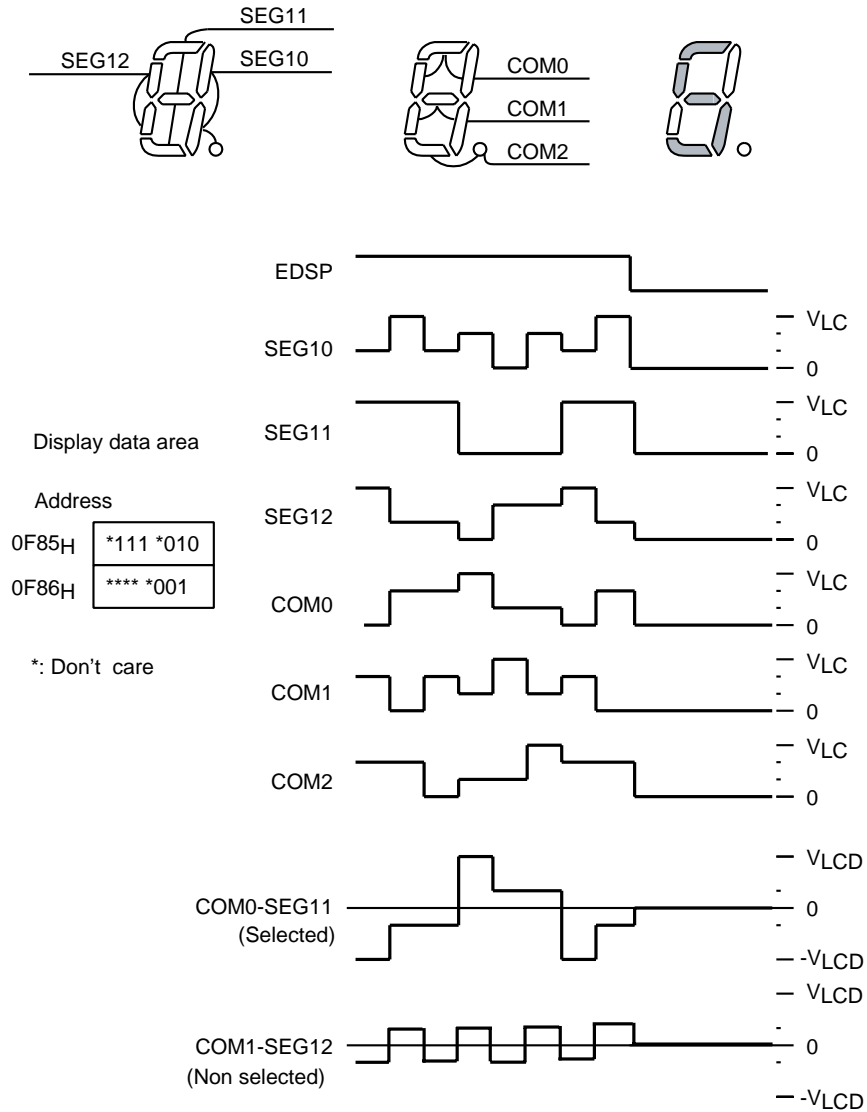 SEG11
SEG12
SEG10
COM0
COM1
COM2
EDSP
SEG10
VLC
0
SEG11
VLC
0
Display data area
SEG12
VLC
0
Address
0F85H *111 *010
0F86H **** *001
COM0
VLC
0
*: Don't care
COM1
VLC
0
COM2
VLC
0
COM0-SEG11
(Selected)
VLCD
0
-VLCD
COM1-SEG12
(Non selected)
VLCD
0
-VLCD